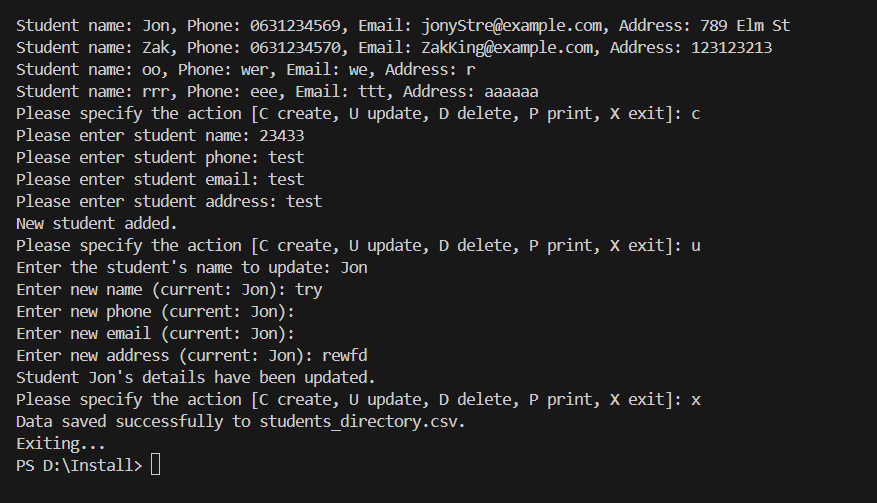 Student name: Jon, Phone: 0631234569, Email: jonyStre@example.com, Address: 789 Elm St
Student name: Zak, Phone: 0631234570, Email: ZakKing@example.com, Address: 123123213
Student name: oo, Phone: wer, Email: we, Address: r
Student name: rrr, Phone: eee, Email: ttt, Address: aaaaaa
Please specify the action [C create, U update, D delete, P print, X exit]: c
Please enter student name: 23433
Please enter student phone: test
Please enter student email: test
Please enter student address: test
New student added.
Please specify the action [C create, U update, D delete, P print, X exit]: u
Enter the student's name to update: Jon
Enter new name (current: Jon): try
Enter new phone (current: Jon):
Enter new email (current: Jon):
Enter new address (current: Jon): rewfd
Student Jon's details have been updated.
Please specify the action [C create, U update, D delete, P print, X exit]: x
Data saved successfully to students_directory.csv.
Exiting...
PS D:\Install>